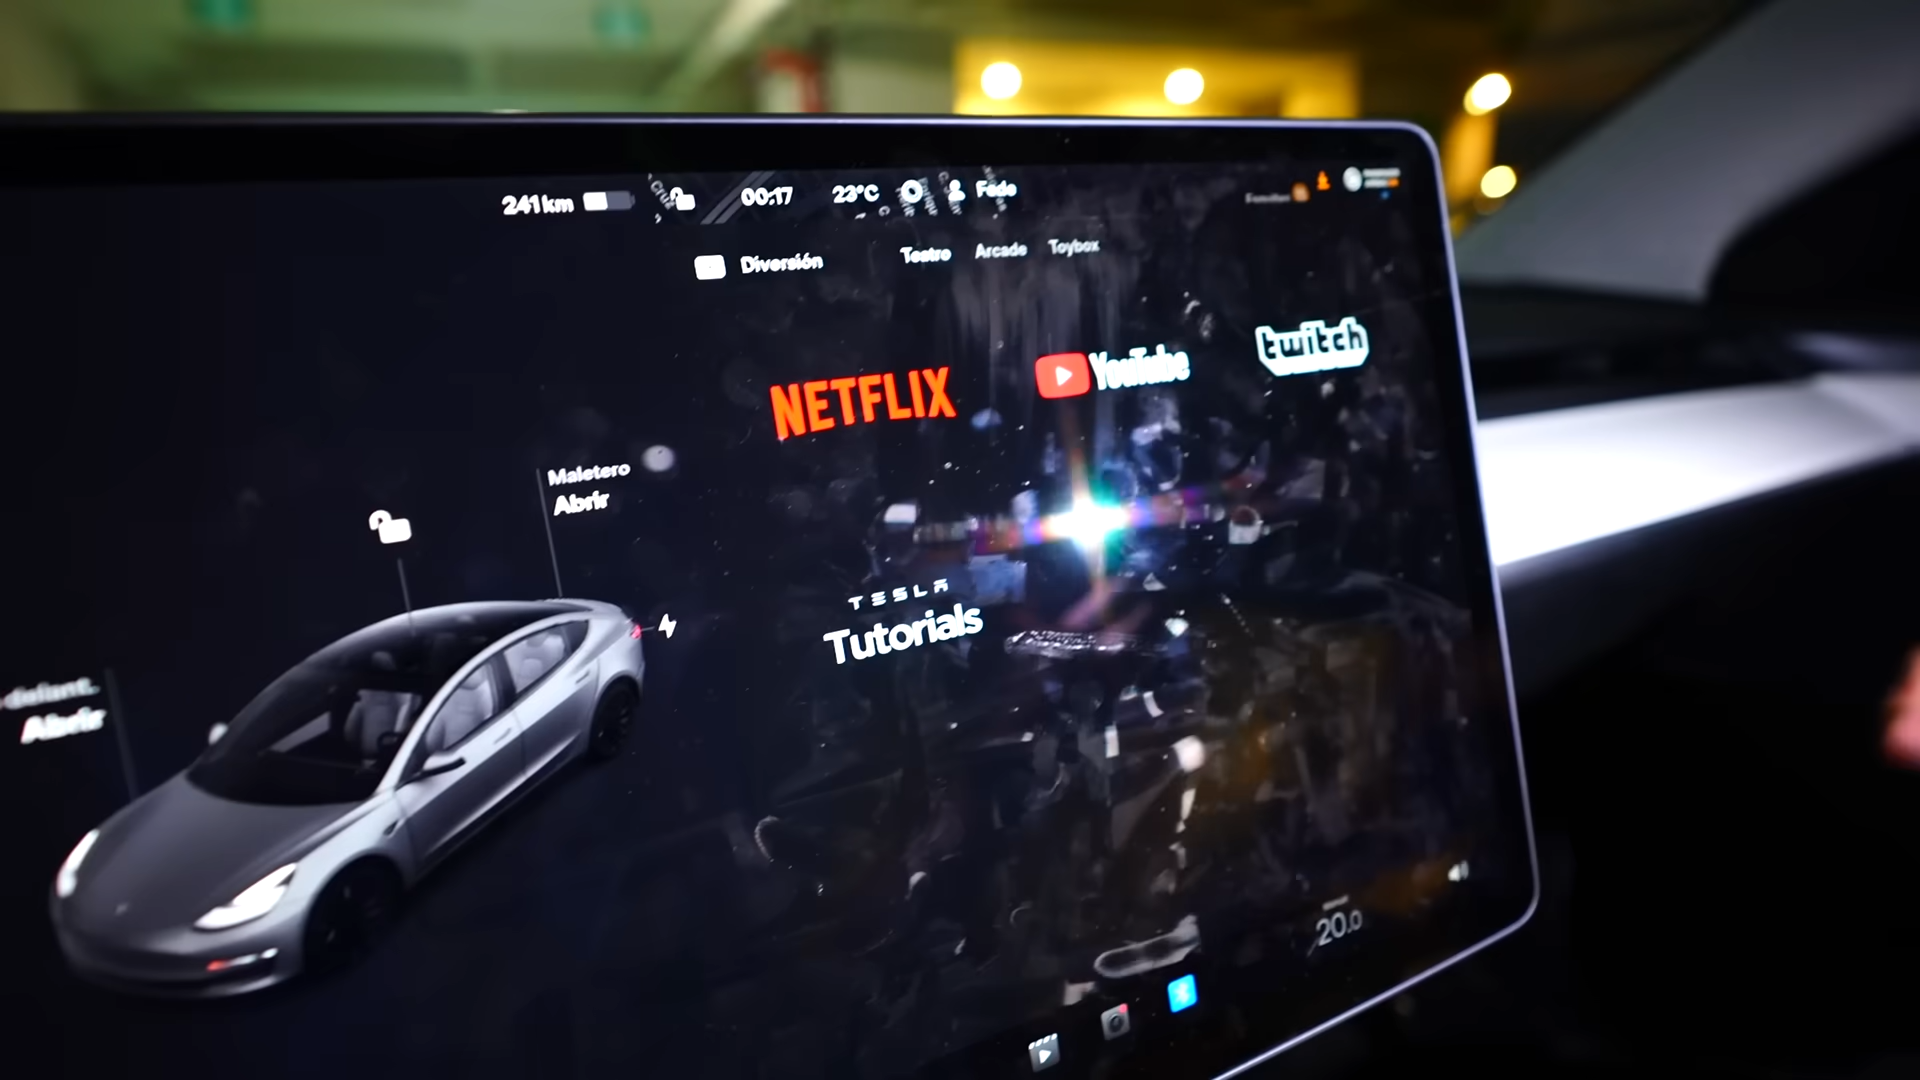 241km 00:17 23°C Fede
Diversión Teatro Arcade Toybox
NETFLIX YouTube twitch
Maletero
Abrir
TESLA
Tutorials
delant.
Abrir
20.0